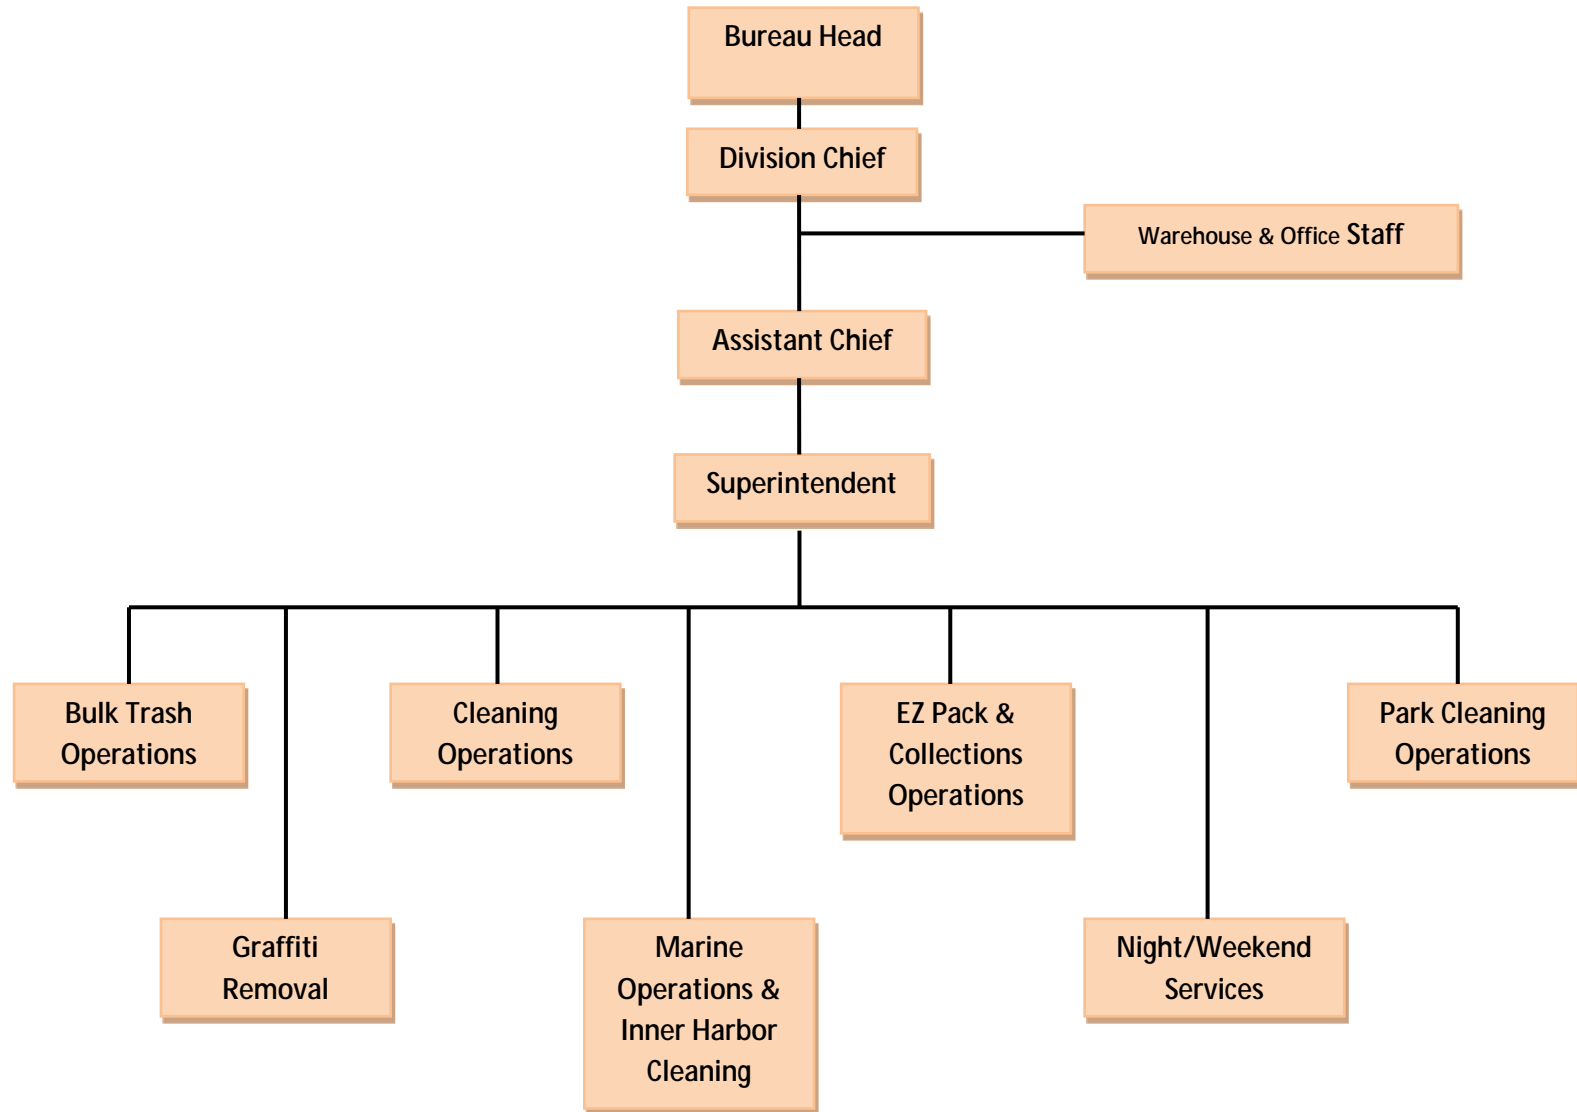 Bureau Head
Division Chief
Warehouse & Office Staff
Assistant Chief
Superintendent
Bulk Trash
Operations
Cleaning
Operations
EZ Pack &
Collections
Operations
Park Cleaning
Operations
Graffiti
Removal
Marine
Operations &
Inner Harbor
Cleaning
Night/Weekend
Services